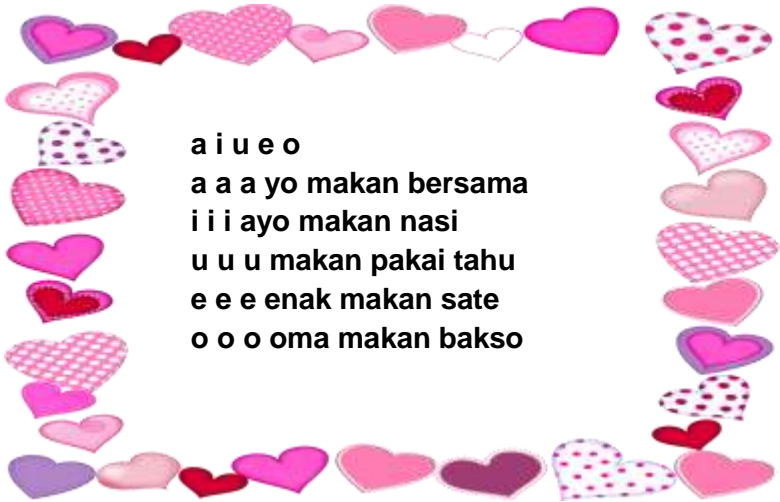 a i u e o
a a a yo makan bersama
i i i ayo makan nasi
u u u makan pakai tahu
e e e enak makan sate
o o o oma makan bakso